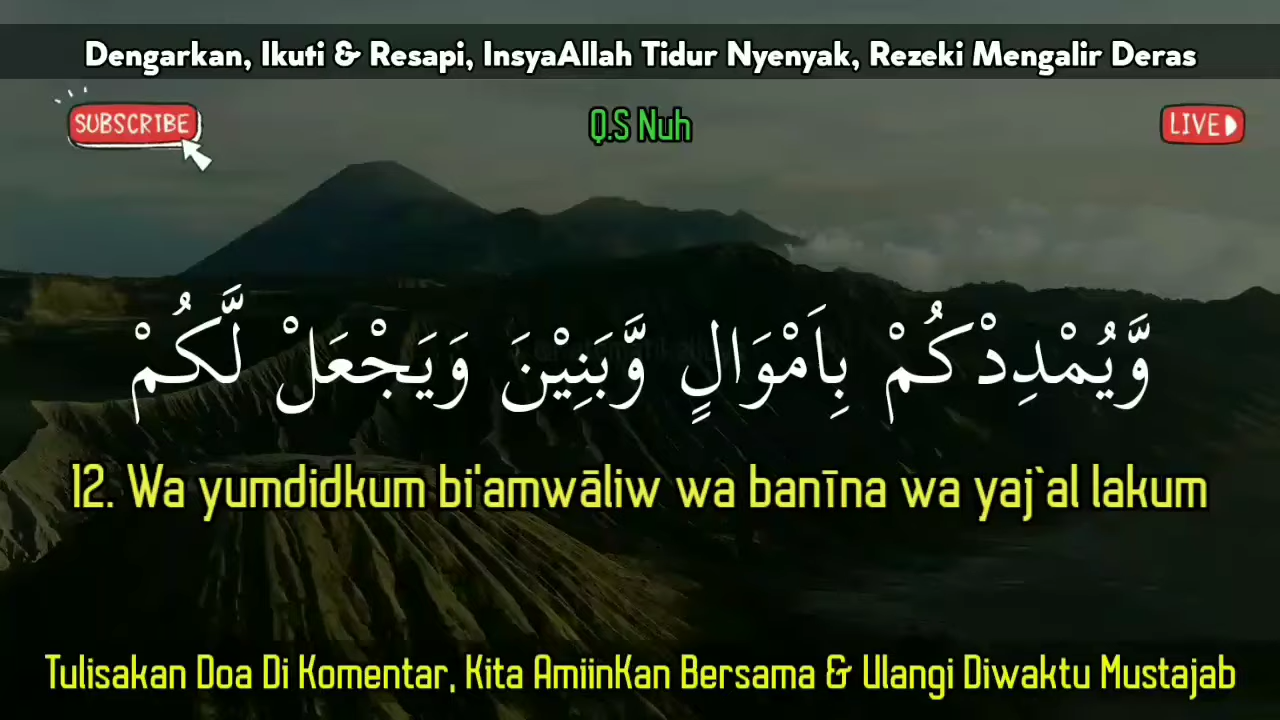 Dengarkan, Ikuti & Resapi, InsyaAllah Tidur Nyenyak, Rezeki Mengalir Deras
SUBSCRIBE
Q.S Nuh
LIVE
وَّيُمْدِدْكُمْ بِاَمْوَالٍ وَّبَنِيْنَ وَيَجْعَلْ لَّكُمْ
12. Wa yumdidkum bi'amwāliw wa banīna wa yaj`al lakum
Tulisakan Doa Di Komentar, Kita AmiinKan Bersama & Ulangi Diwaktu Mustajab